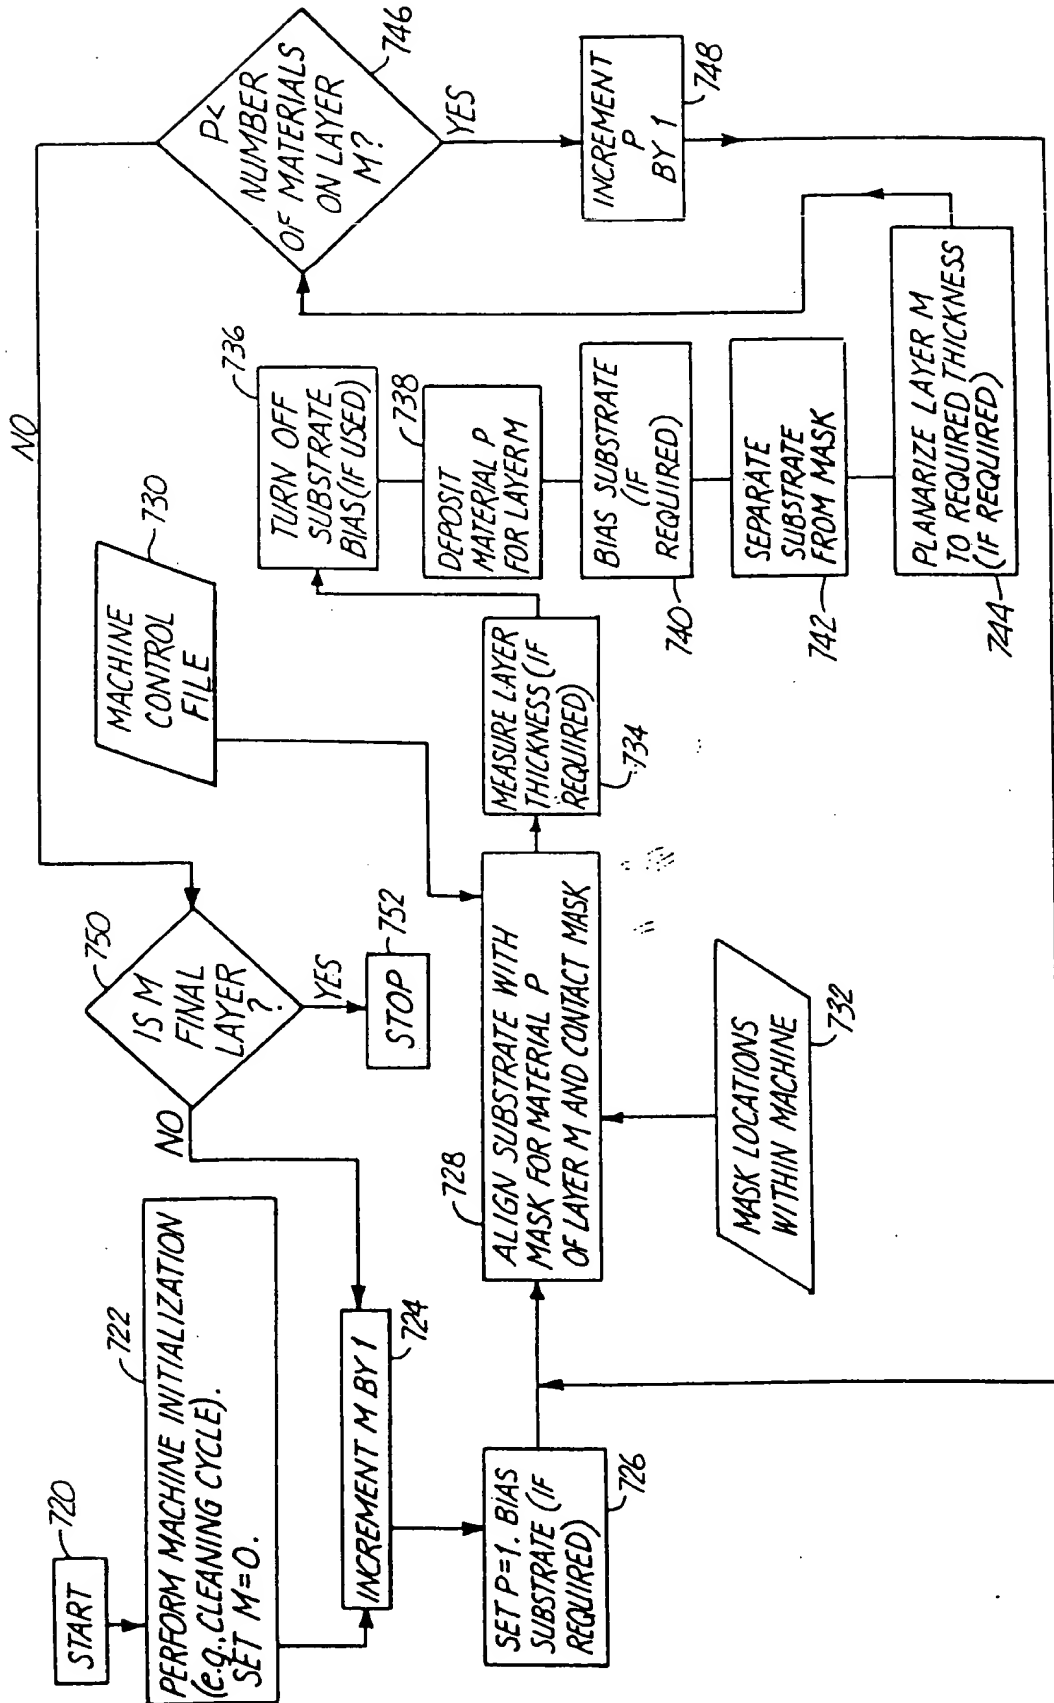 720
START
722
PERFORM MACHINE INITIALIZATION
(e.g., CLEANING CYCLE).
SET M=0.
INCREMENT M BY 1
724
SET P=1. BIAS
SUBSTRATE (IF
REQUIRED)
726
728
ALIGN SUBSTRATE WITH
MASK FOR MATERIAL P
OF LAYER M AND CONTACT MASK
730
MACHINE
CONTROL
FILE
MASK LOCATIONS
WITHIN MACHINE
732
MEASURE LAYER
THICKNESS (IF
REQUIRED)
734
736
TURN OFF
SUBSTRATE
BIAS(IF USED)
738
DEPOSIT
MATERIAL P
FOR LAYERM
BIAS SUBSTRATE
(IF
REQUIRED)
740
SEPARATE
SUBSTRATE
FROM MASK
742
PLANARIZE LAYER M
TO REQUIRED THICKNESS
(IF REQUIRED)
744
P<
NUMBER
OF MATERIALS
ON LAYER
M?
746
YES
INCREMENT
P
BY 1
748
NO
750
IS M
FINAL
LAYER
?
NO
YES
752
STOP